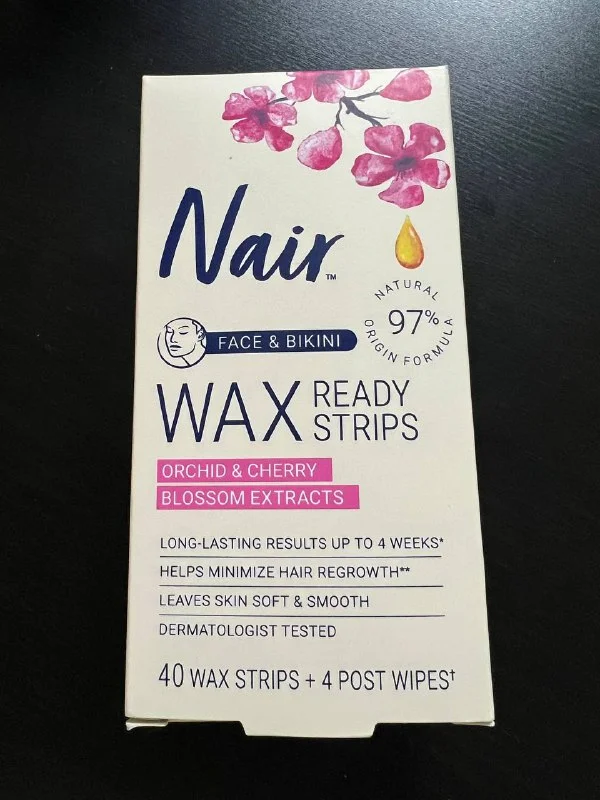 Nair™
NATURAL
97%
ORIGIN FORMULA
FACE & BIKINI
WAX READY
STRIPS
ORCHID & CHERRY
BLOSSOM EXTRACTS
LONG-LASTING RESULTS UP TO 4 WEEKS*
HELPS MINIMIZE HAIR REGROWTH**
LEAVES SKIN SOFT & SMOOTH
DERMATOLOGIST TESTED
40 WAX STRIPS + 4 POST WIPES†